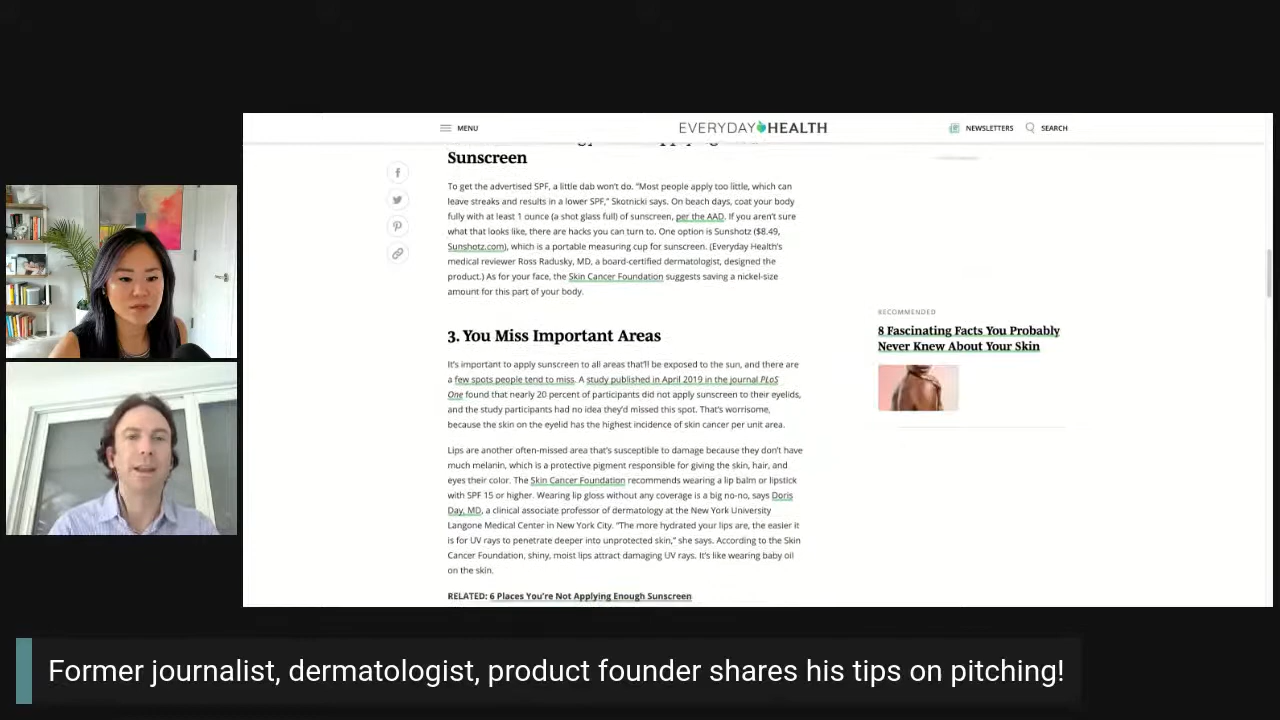 MENU
EVERYDAY HEALTH
NEWSLETTERS
SEARCH
Sunscreen
To get the advertised SPF, a little dab won't do. "Most people apply too little, which can
leave streaks and results in a lower SPF," Skotnicki says. On beach days, coat your body
fully with at least 1 ounce (a shot glass full) of sunscreen, per the AAD. If you aren't sure
what that looks like, there are hacks you can turn to. One option is Sunshotz ($8.49,
Sunshotz.com), which is a portable measuring cup for sunscreen. (Everyday Health's
medical reviewer Ross Radusky, MD, a board-certified dermatologist, designed the
product.) As for your face, the Skin Cancer Foundation suggests saving a nickel-size
amount for this part of your body.
3. You Miss Important Areas
It's important to apply sunscreen to all areas that'll be exposed to the sun, and there are
a few spots people tend to miss. A study published in April 2019 in the journal PLoS
One found that nearly 20 percent of participants did not apply sunscreen to their eyelids,
and the study participants had no idea they'd missed this spot. That's worrisome,
because the skin on the eyelid has the highest incidence of skin cancer per unit area.
Lips are another often-missed area that's susceptible to damage because they don't have
much melanin, which is a protective pigment responsible for giving the skin, hair, and
eyes their color. The Skin Cancer Foundation recommends wearing a lip balm or lipstick
with SPF 15 or higher. Wearing lip gloss without any coverage is a big no-no, says Doris
Day, MD, a clinical associate professor of dermatology at the New York University
Langone Medical Center in New York City. "The more hydrated your lips are, the easier it
is for UV rays to penetrate deeper into unprotected skin," she says. According to the Skin
Cancer Foundation, shiny, moist lips attract damaging UV rays. It's like wearing baby oil
on the skin.
RELATED: 6 Places You're Not Applying Enough Sunscreen
RECOMMENDED
8 Fascinating Facts You Probably
Never Knew About Your Skin
Former journalist, dermatologist, product founder shares his tips on pitching!